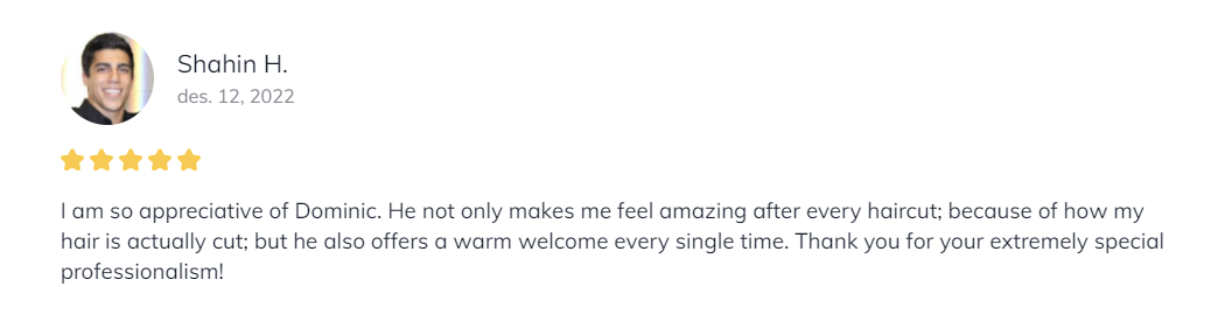 Shahin H.
des. 12, 2022
I am so appreciative of Dominic. He not only makes me feel amazing after every haircut; because of how my
hair is actually cut; but he also offers a warm welcome every single time. Thank you for your extremely special
professionalism!